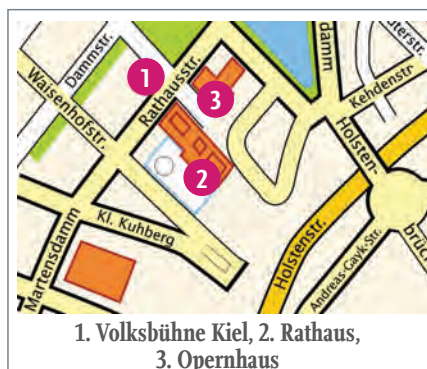 Dammstr.
Waisenhofstr.
1
Rathausstr.
3
2
damm
Kehdenstr.
Holsten-
brück
Kl. Kuhberg
Martensdamm
Holstenstr.
Andreas-Gayk-Str.
1. Volksbühne Kiel, 2. Rathaus,
3. Opernhaus